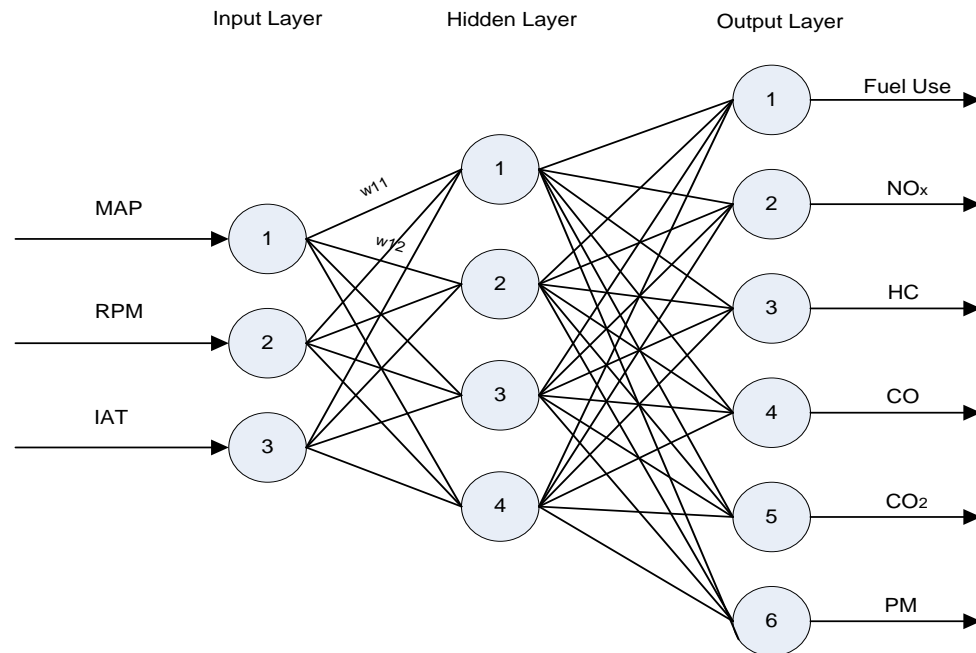 Input Layer
Hidden Layer
Output Layer
MAP
RPM
IAT
1
2
3
w11
w12
1
2
3
4
1
2
3
4
5
6
Fuel Use
NOx
HC
CO
CO2
PM